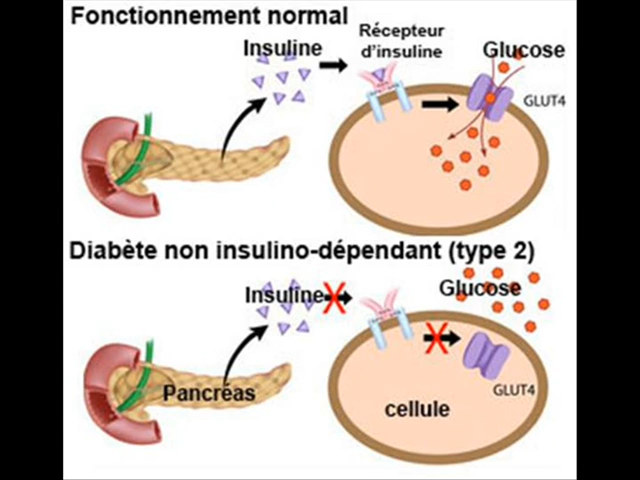 Fonctionnement normal
Insuline
Récepteur
d'insuline
Glucose
GLUT4
Diabète non insulino-dépendant (type 2)
Insuline
Glucose
Pancréas
cellule
GLUT4